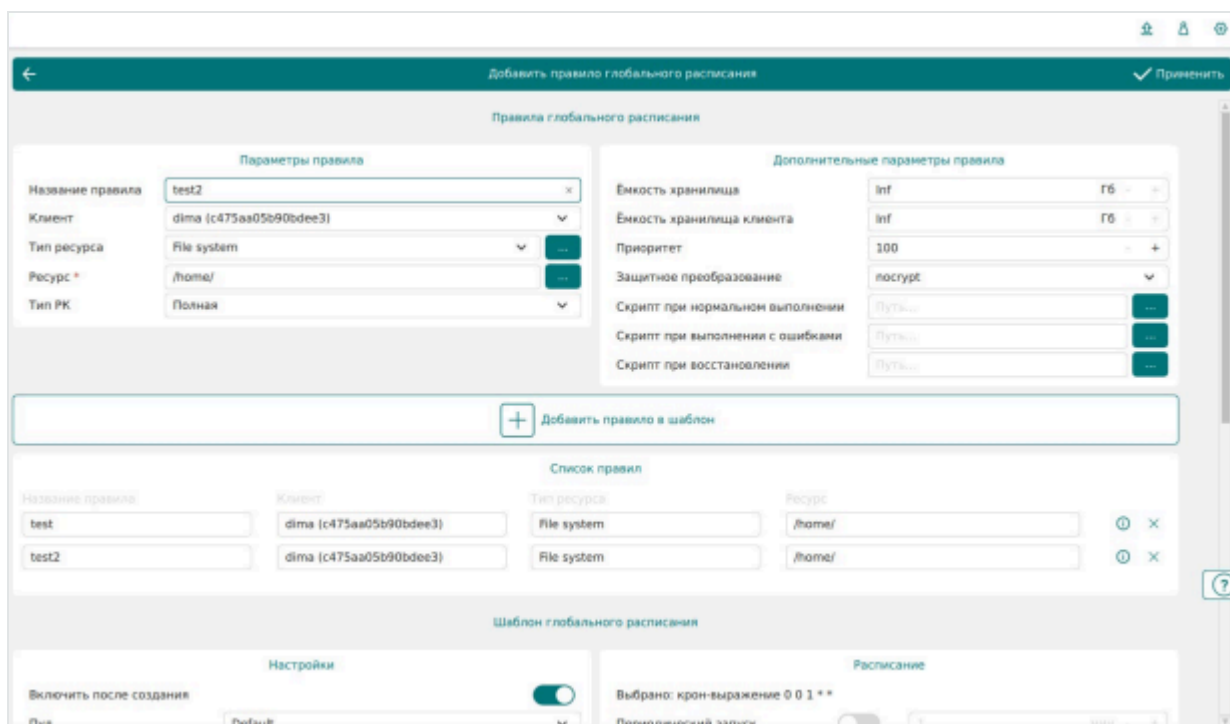 Добавить правило глобального расписания
Применить
Правила глобального расписания
Параметры правила
Название правила test2 ×
Клиент dima (c475aa05b90bdee3)
Тип ресурса File system ...
Ресурс * /home/ ...
Тип РК Полная
Дополнительные параметры правила
Ёмкость хранилища Inf Гб - +
Ёмкость хранилища клиента Inf Гб - +
Приоритет 100 - +
Защитное преобразование nocrypt
Скрипт при нормальном выполнении Путь... ...
Скрипт при выполнении с ошибками Путь... ...
Скрипт при восстановлении Путь... ...
+ Добавить правило в шаблон
Список правил
Название правила Клиент Тип ресурса Ресурс
test dima (c475aa05b90bdee3) File system /home/
test2 dima (c475aa05b90bdee3) File system /home/
?
Шаблон глобального расписания
Настройки
Включить после создания
Пул Default
Расписание
Выбрано: крон-выражение 0 0 1 * *
Периодический запуск